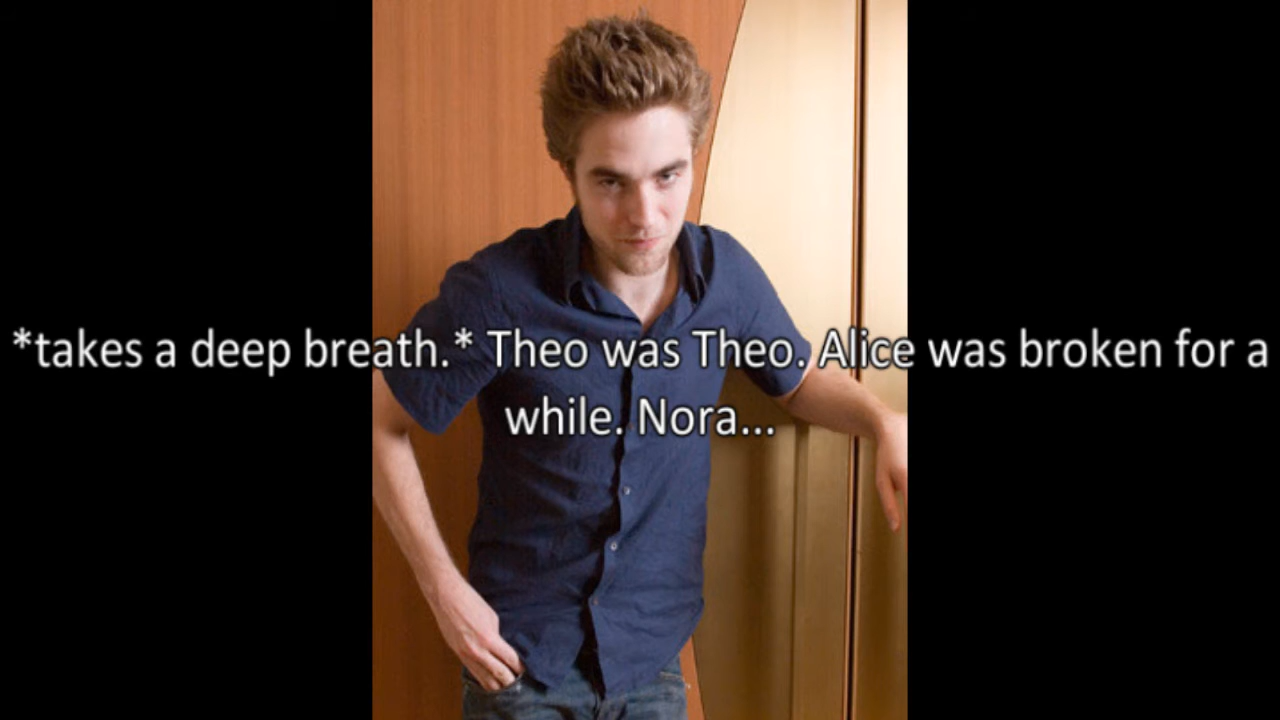 *takes a deep breath.* Theo was Theo. Alice was broken for a
while. Nora...